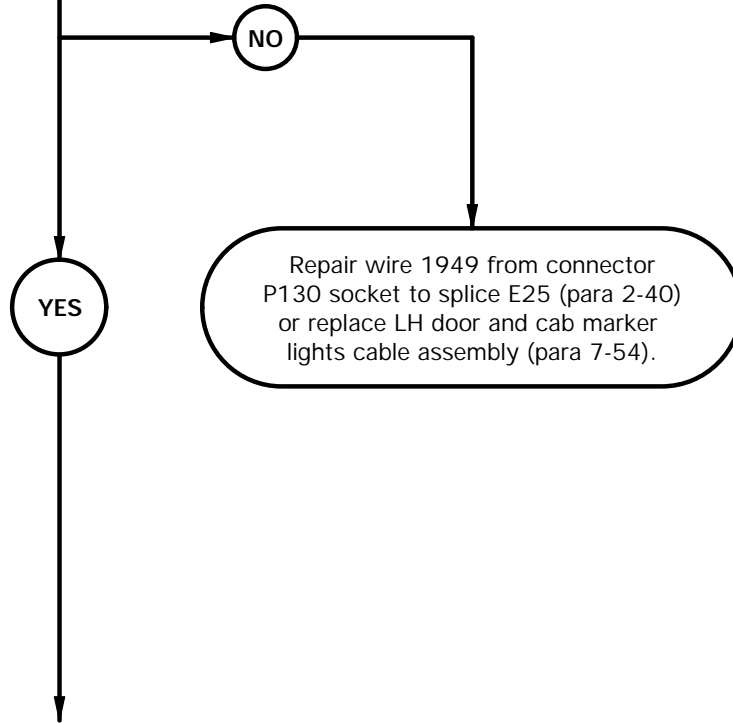 NO
YES
Repair wire 1949 from connector
P130 socket to splice E25 (para 2-40)
or replace LH door and cab marker
lights cable assembly (para 7-54).